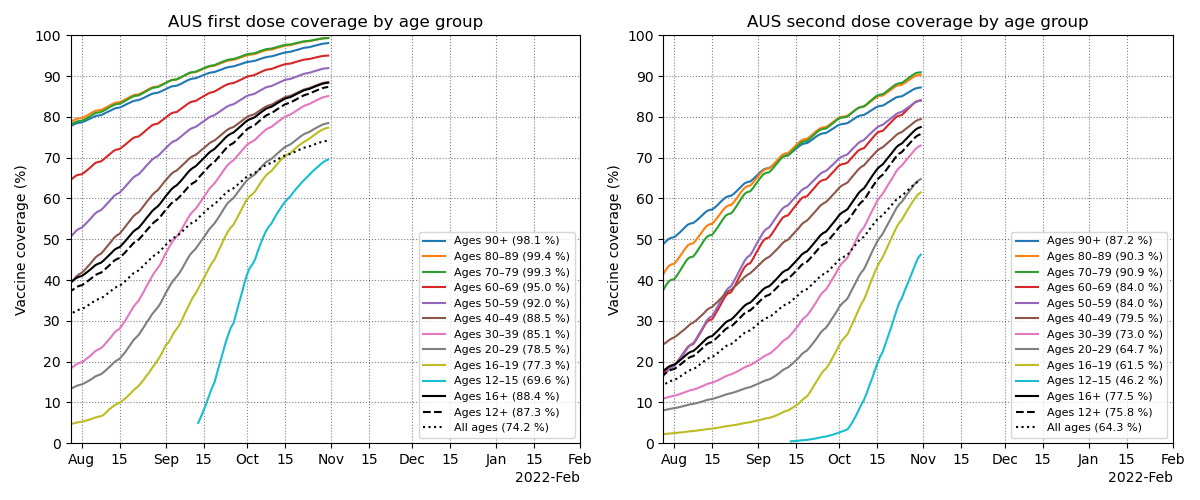 AUS first dose coverage by age group
Vaccine coverage (%)
100
90
80
70
60
50
40
30
20
10
0
Aug 15 Sep 15 Oct 15 Nov 15 Dec 15 Jan 15 Feb
2022-Feb
Ages 90+ (98.1 %)
Ages 80–89 (99.4 %)
Ages 70–79 (99.3 %)
Ages 60–69 (95.0 %)
Ages 50–59 (92.0 %)
Ages 40–49 (88.5 %)
Ages 30–39 (85.1 %)
Ages 20–29 (78.5 %)
Ages 16–19 (77.3 %)
Ages 12–15 (69.6 %)
Ages 16+ (88.4 %)
Ages 12+ (87.3 %)
All ages (74.2 %)
AUS second dose coverage by age group
Vaccine coverage (%)
100
90
80
70
60
50
40
30
20
10
0
Aug 15 Sep 15 Oct 15 Nov 15 Dec 15 Jan 15 Feb
2022-Feb
Ages 90+ (87.2 %)
Ages 80–89 (90.3 %)
Ages 70–79 (90.9 %)
Ages 60–69 (84.0 %)
Ages 50–59 (84.0 %)
Ages 40–49 (79.5 %)
Ages 30–39 (73.0 %)
Ages 20–29 (64.7 %)
Ages 16–19 (61.5 %)
Ages 12–15 (46.2 %)
Ages 16+ (77.5 %)
Ages 12+ (75.8 %)
All ages (64.3 %)